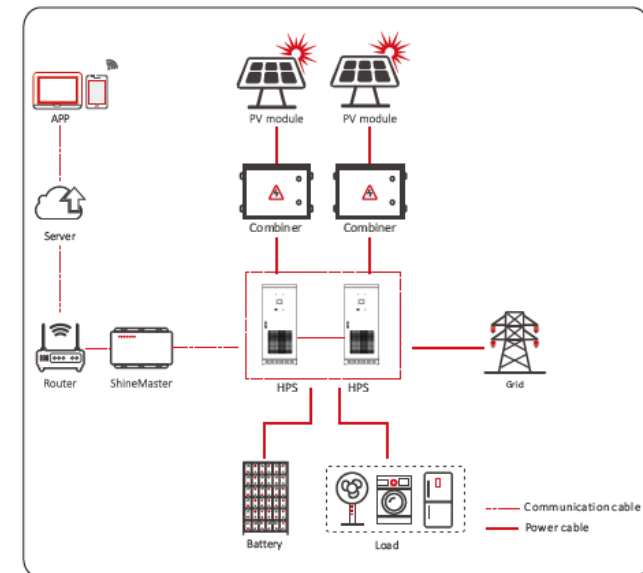 APP
PV module
PV module
Server
Combiner
Combiner
Router
ShineMaster
HPS
HPS
Grid
Battery
Load
Communication cable
Power cable